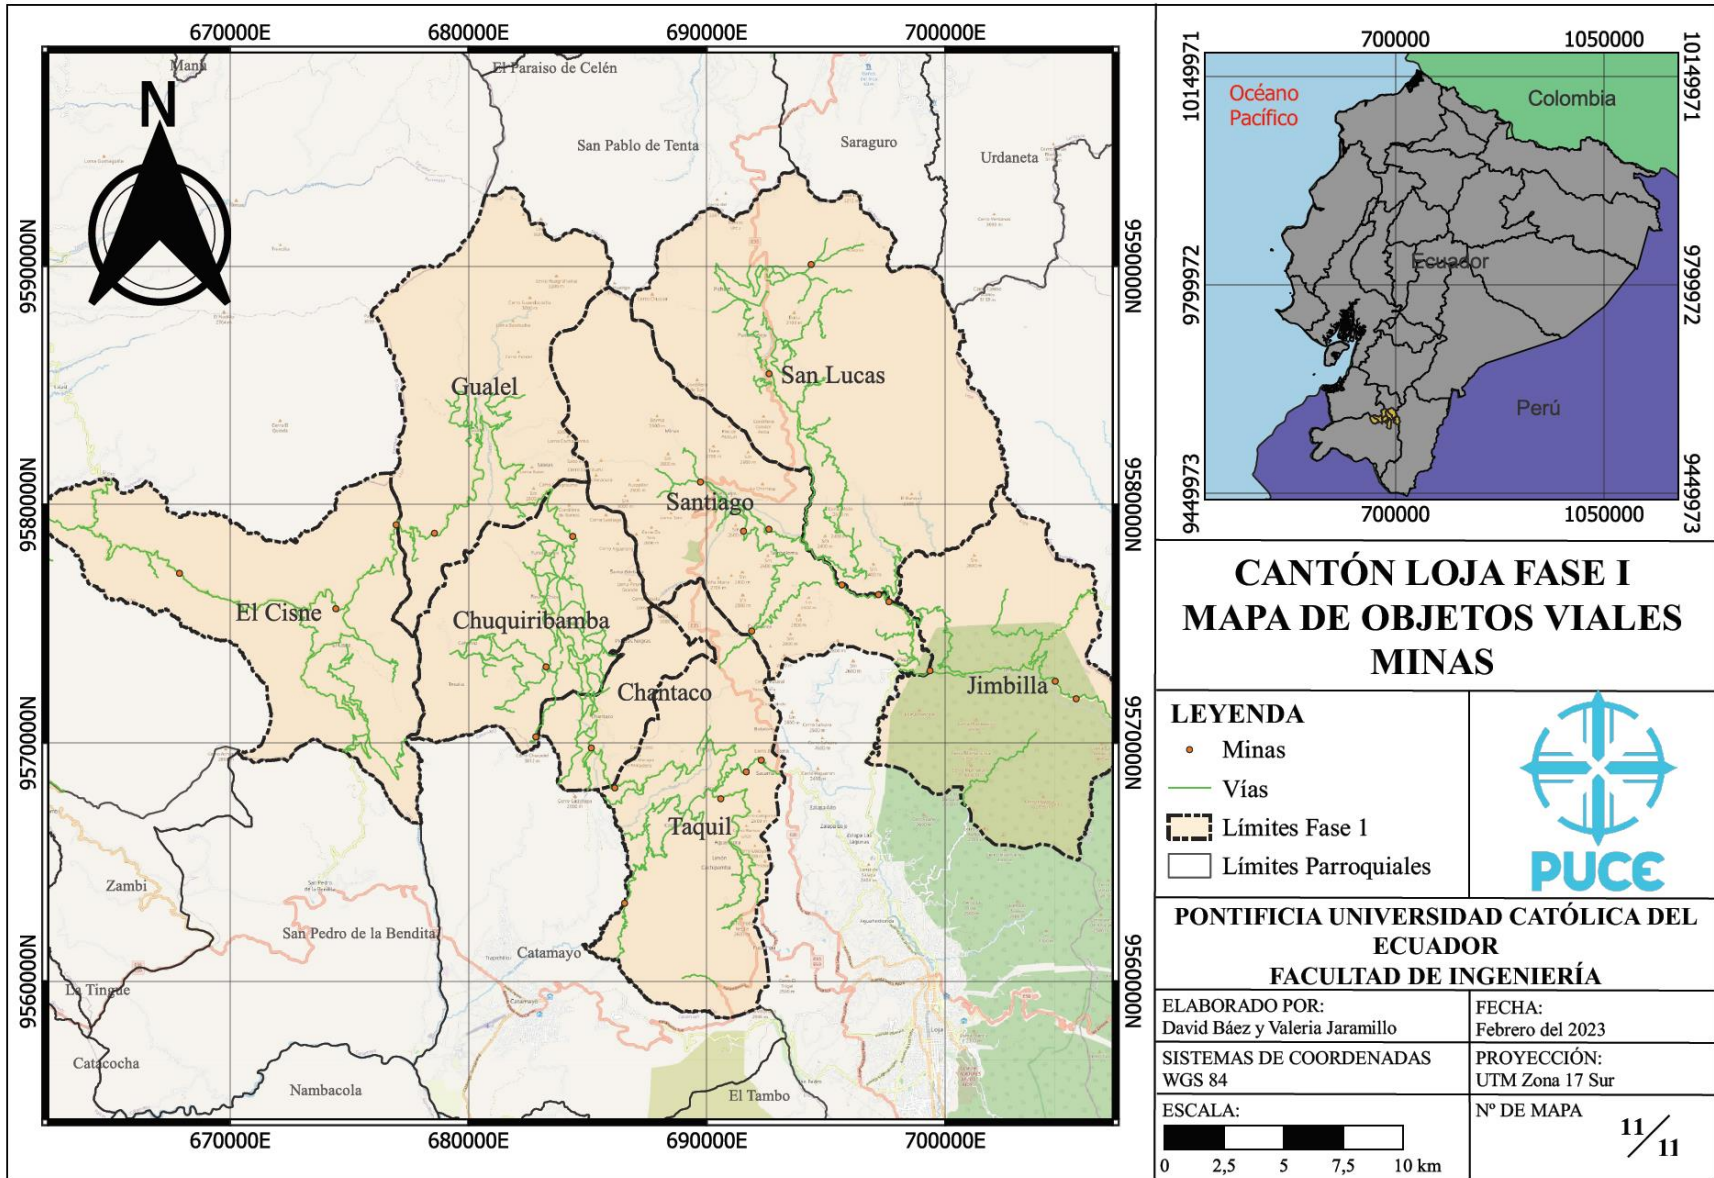 670000E 680000E 690000E 700000E
Manú
El Paraiso de Celén
N
San Pablo de Tenta
Saraguro
Urdaneta
9590000N
9590000N
Gualel
San Lucas
Santiago
9580000N
9580000N
El Cisne
Chuquiribamba
Chantaco
Jimbilla
9570000N
9570000N
Taquil
Zambi
San Pedro de la Bendita
Catamayo
La Tingue
9560000N
9560000N
Catacocha
Nambacola
El Tambo
Loja
670000E 680000E 690000E 700000E
700000 1050000
10149971
10149971
Océano
Pacífico
Colombia
Ecuador
9799972
9799972
Perú
9449973
9449973
700000 1050000
CANTÓN LOJA FASE I
MAPA DE OBJETOS VIALES
MINAS
LEYENDA
Minas
Vías
Límites Fase 1
Límites Parroquiales
PUCE
PONTIFICIA UNIVERSIDAD CATÓLICA DEL
ECUADOR
FACULTAD DE INGENIERÍA
ELABORADO POR:
David Báez y Valeria Jaramillo
FECHA:
Febrero del 2023
SISTEMAS DE COORDENADAS
WGS 84
PROYECCIÓN:
UTM Zona 17 Sur
ESCALA:
0 2,5 5 7,5 10 km
Nº DE MAPA
11/11